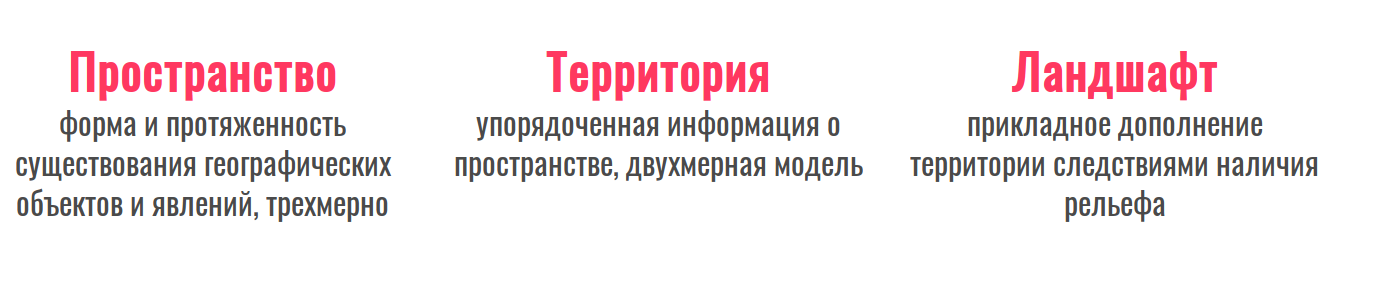 Пространство
форма и протяженность
существования географических
объектов и явлений, трехмерно
Территория
упорядоченная информация о
пространстве, двухмерная модель
Ландшафт
прикладное дополнение
территории следствиями наличия
рельефа